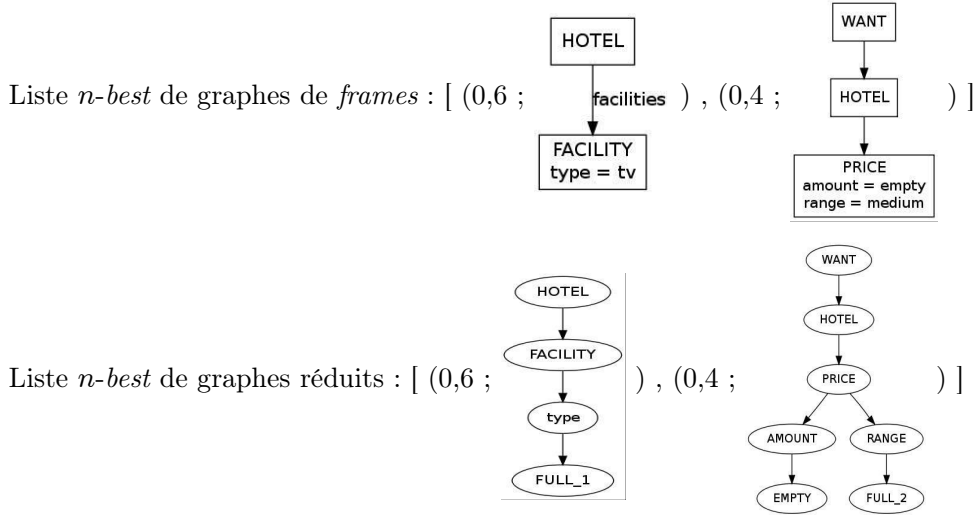 HOTEL
facilities
FACILITY
type = tv
WANT
HOTEL
PRICE
amount = empty
range = medium
Liste n-best de graphes de frames : [ (0,6 ; ) , (0,4 ; ) ]
HOTEL
FACILITY
type
FULL_1
WANT
HOTEL
PRICE
AMOUNT RANGE
EMPTY FULL_2
Liste n-best de graphes réduits : [ (0,6 ; ) , (0,4 ; ) ]